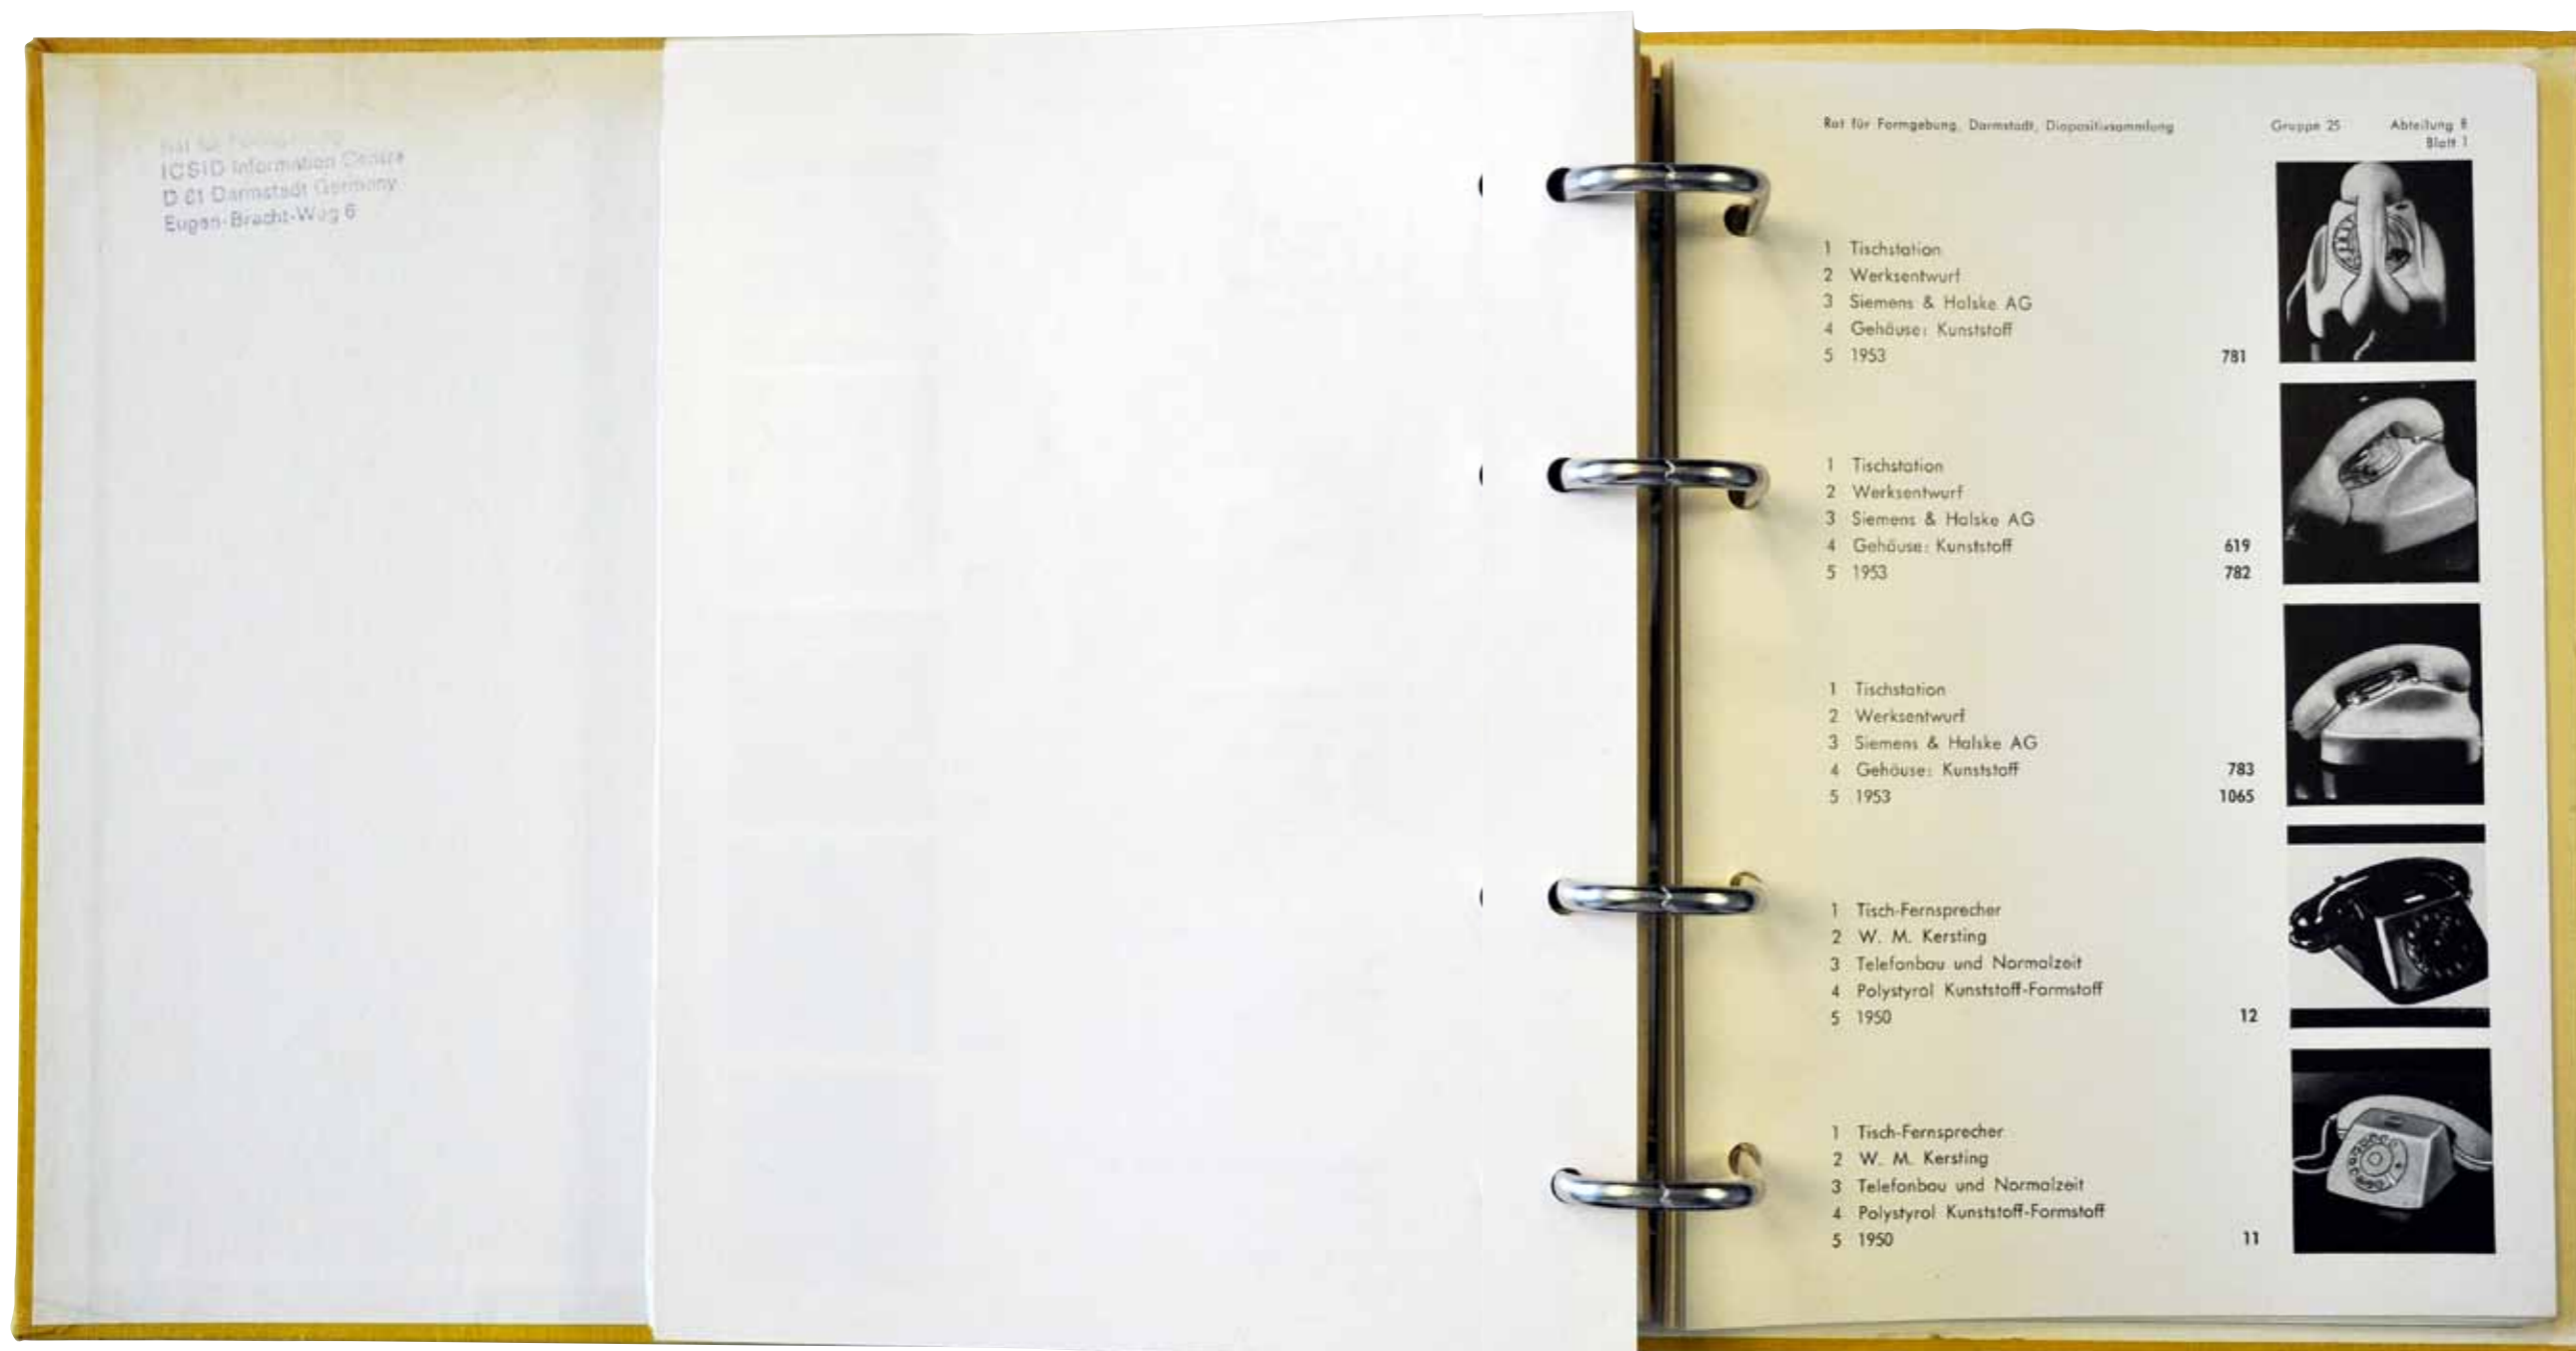 Rat für Formgebung
ICSID Information Centre
D 61 Darmstadt Germany
Eugen-Bracht-Weg 6
Rat für Formgebung, Darmstadt, Diapositivsammlung Gruppe 25 Abteilung B
Blatt 1
1 Tischstation
2 Werksentwurf
3 Siemens & Halske AG
4 Gehäuse: Kunststoff
5 1953 781
1 Tischstation
2 Werksentwurf
3 Siemens & Halske AG
4 Gehäuse: Kunststoff 619
5 1953 782
1 Tischstation
2 Werksentwurf
3 Siemens & Halske AG
4 Gehäuse: Kunststoff 783
5 1953 1065
1 Tisch-Fernsprecher
2 W. M. Kersting
3 Telefonbau und Normalzeit
4 Polystyrol Kunststoff-Formstoff
5 1950 12
1 Tisch-Fernsprecher
2 W. M. Kersting
3 Telefonbau und Normalzeit
4 Polystyrol Kunststoff-Formstoff
5 1950 11